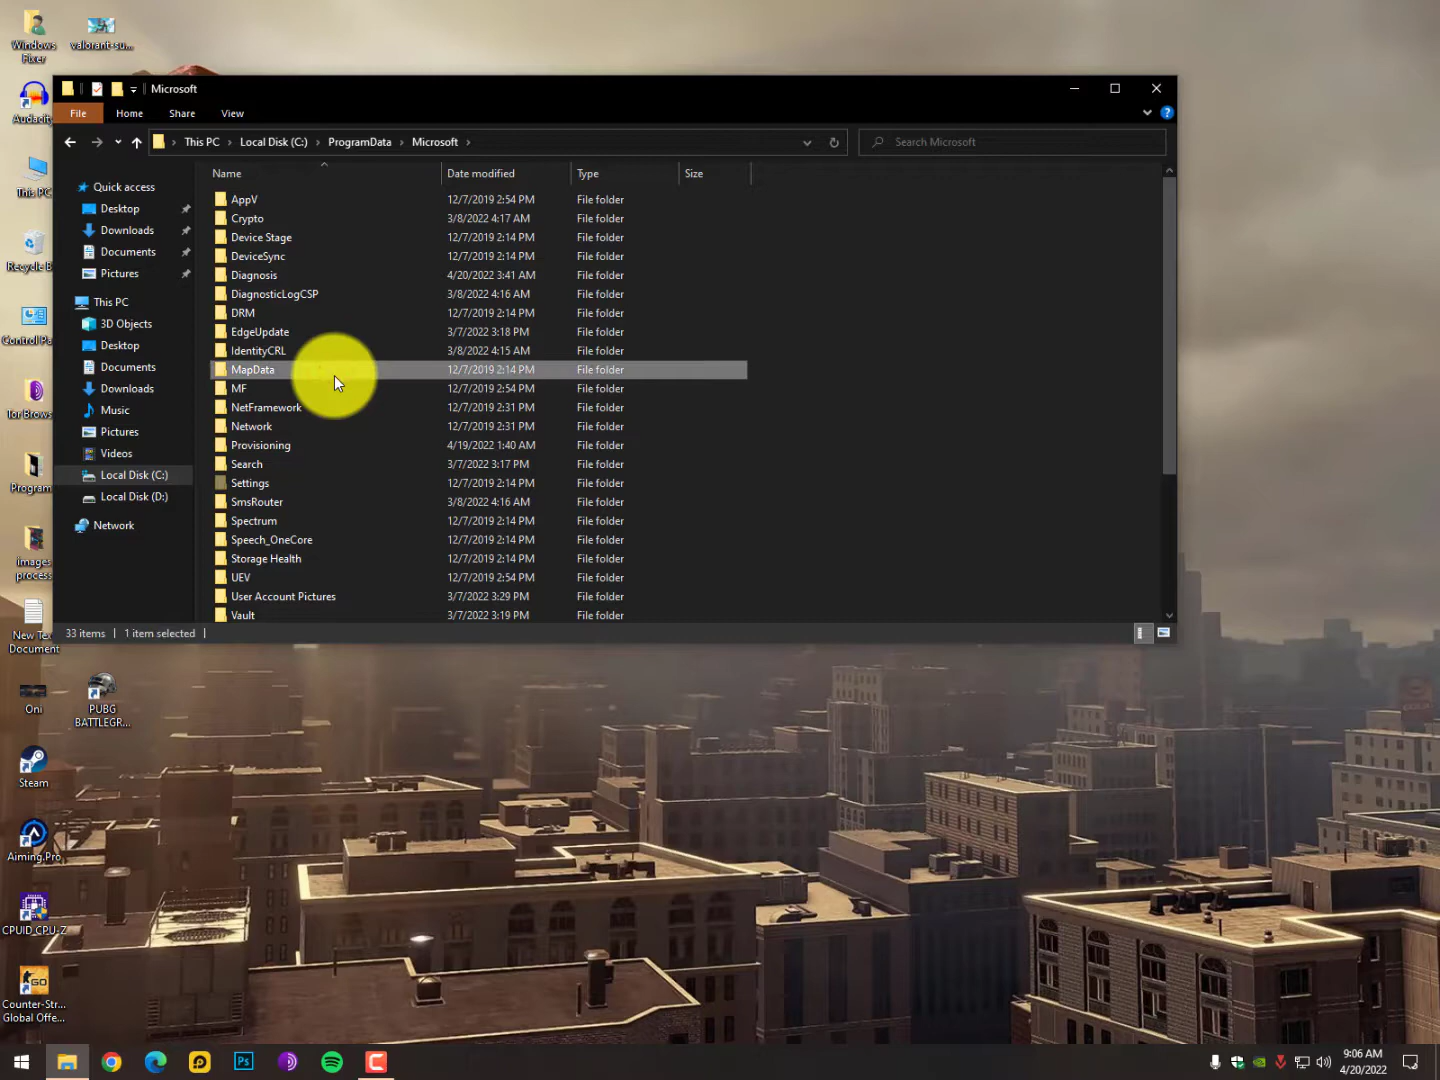 Windows
Fixer
valorant-su...
Audacity
This PC
Recycle B
Control Pa
Tor Brows
Program
images
process
New Tex
Document
Oni
PUBG
BATTLEGR...
Steam
Aiming.Pro
CPUID CPU-Z
GO
Counter-Str...
Global Offe...
Microsoft
File Home Share View
This PC Local Disk (C:) ProgramData Microsoft
Search Microsoft
Quick access
Desktop
Downloads
Documents
Pictures
This PC
3D Objects
Desktop
Documents
Downloads
Music
Pictures
Videos
Local Disk (C:)
Local Disk (D:)
Network
Name Date modified Type Size
AppV 12/7/2019 2:54 PM File folder
Crypto 3/8/2022 4:17 AM File folder
Device Stage 12/7/2019 2:14 PM File folder
DeviceSync 12/7/2019 2:14 PM File folder
Diagnosis 4/20/2022 3:41 AM File folder
DiagnosticLogCSP 3/8/2022 4:16 AM File folder
DRM 12/7/2019 2:14 PM File folder
EdgeUpdate 3/7/2022 3:18 PM File folder
IdentityCRL 3/8/2022 4:15 AM File folder
MapData 12/7/2019 2:14 PM File folder
MF 12/7/2019 2:54 PM File folder
NetFramework 12/7/2019 2:31 PM File folder
Network 12/7/2019 2:31 PM File folder
Provisioning 4/19/2022 1:40 AM File folder
Search 3/7/2022 3:17 PM File folder
Settings 12/7/2019 2:14 PM File folder
SmsRouter 3/8/2022 4:16 AM File folder
Spectrum 12/7/2019 2:14 PM File folder
Speech_OneCore 12/7/2019 2:14 PM File folder
Storage Health 12/7/2019 2:14 PM File folder
UEV 12/7/2019 2:54 PM File folder
User Account Pictures 3/7/2022 3:29 PM File folder
Vault 3/7/2022 3:19 PM File folder
33 items 1 item selected
Ps
C
9:06 AM
4/20/2022